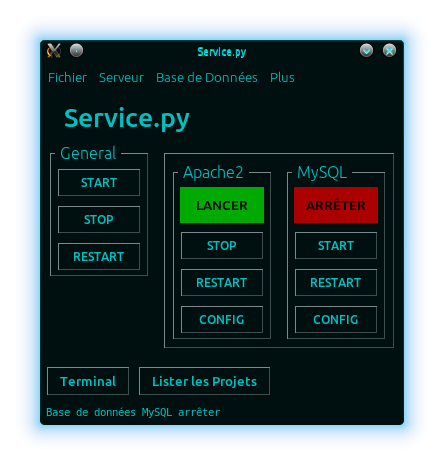 Service.py
Fichier Serveur Base de Données Plus
Service.py
General
START
STOP
RESTART
Apache2
LANCER
STOP
RESTART
CONFIG
MySQL
ARRÊTER
START
RESTART
CONFIG
Terminal Lister les Projets
Base de données MySQL arrêter